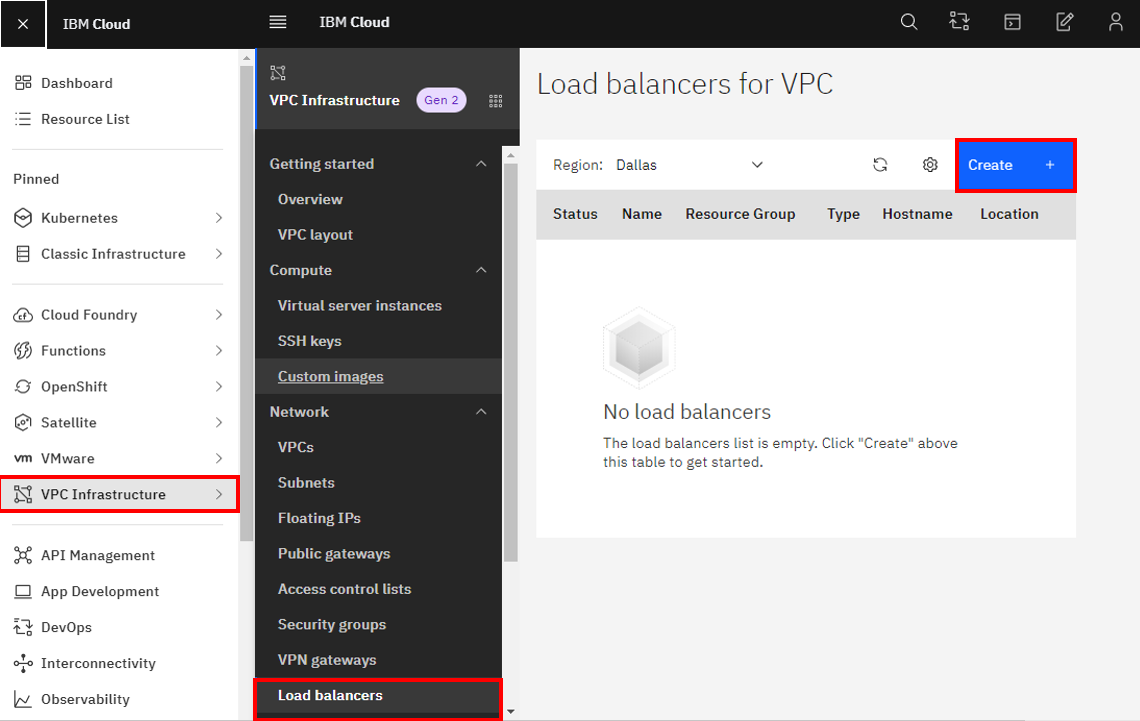 IBM Cloud
Dashboard
Resource List
Pinned
Kubernetes
Classic Infrastructure
Cloud Foundry
Functions
OpenShift
Satellite
vm VMware
VPC Infrastructure
API Management
App Development
DevOps
Interconnectivity
Observability
IBM Cloud
VPC Infrastructure Gen 2
Getting started
Overview
VPC layout
Compute
Virtual server instances
SSH keys
Custom images
Network
VPCs
Subnets
Floating IPs
Public gateways
Access control lists
Security groups
VPN gateways
Load balancers
Load balancers for VPC
Region: Dallas Create +
Status Name Resource Group Type Hostname Location
No load balancers
The load balancers list is empty. Click "Create" above
this table to get started.